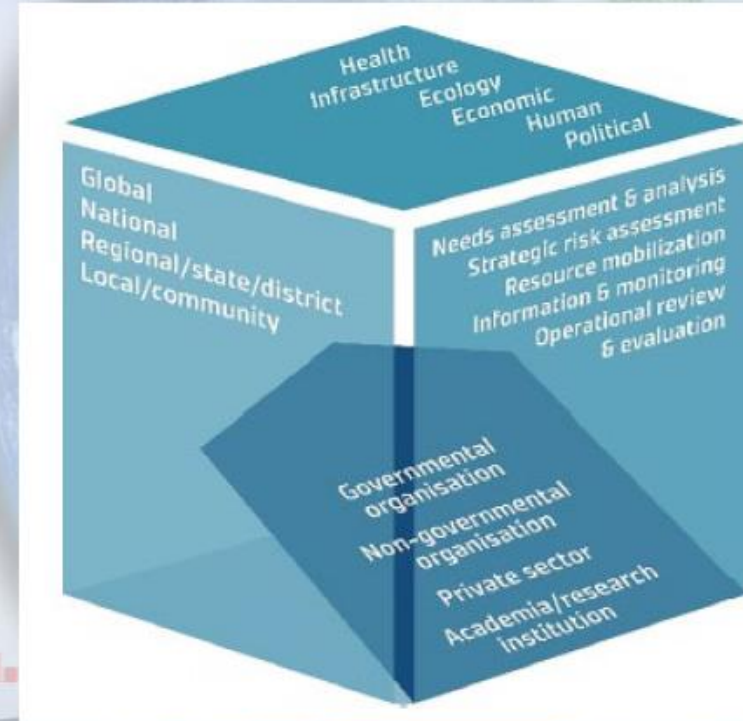 Health
Infrastructure
Ecology
Economic
Human
Political
Global
National
Regional/state/district
Local/community
Needs assessment & analysis
Strategic risk assessment
Resource mobilization
Information & monitoring
Operational review
& evaluation
Governmental
organisation
Non-governmental
organisation
Private sector
Academia/research
institution